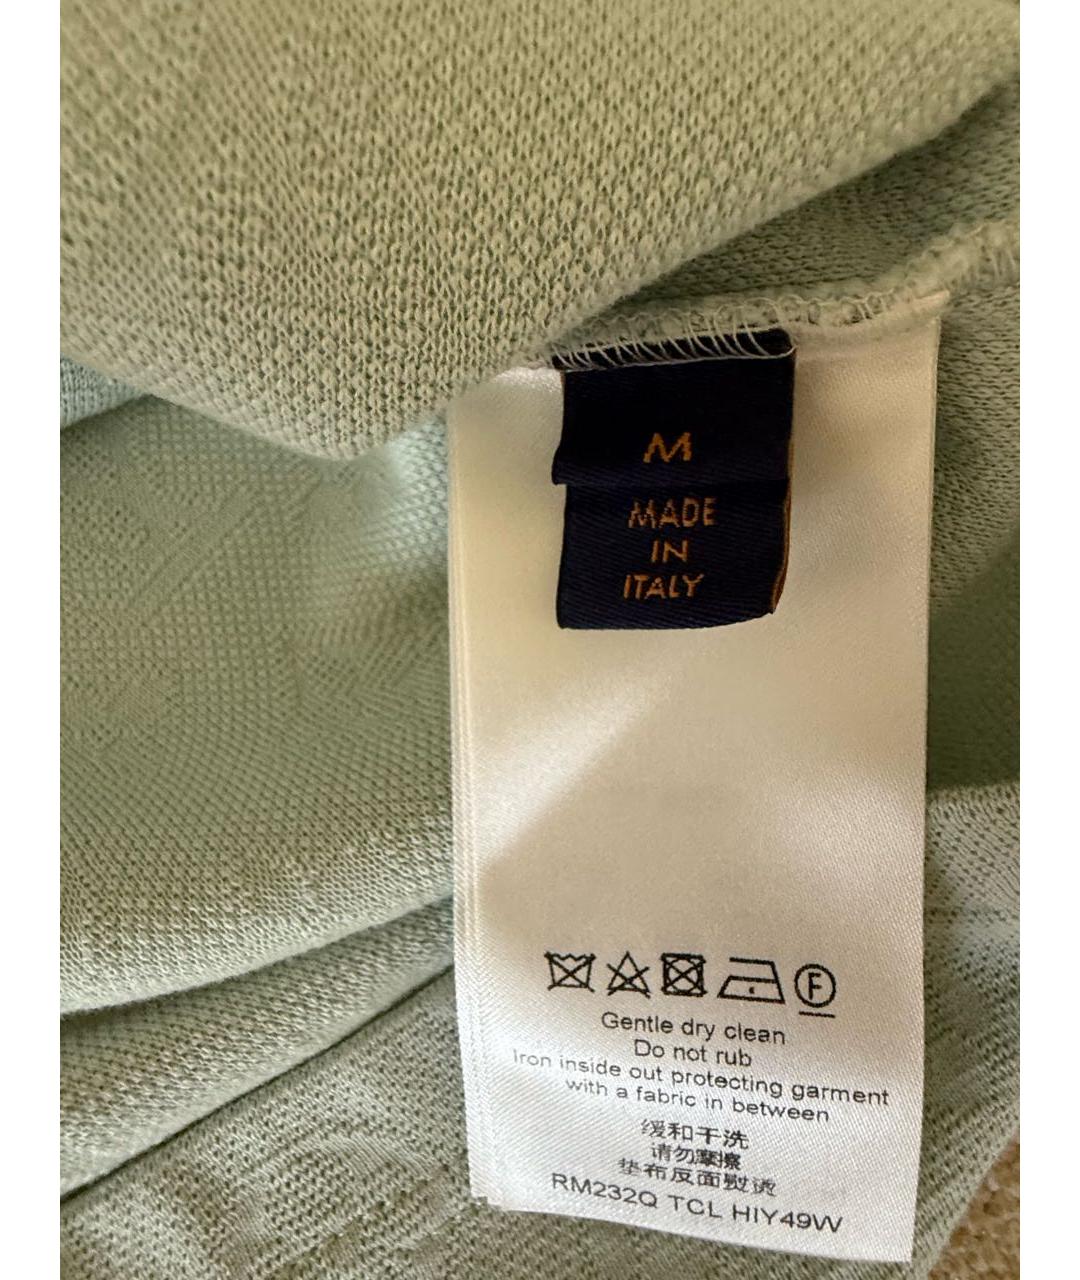 M
MADE
IN
ITALY
F
Gentle dry clean
Do not rub
Iron inside out protecting garment
with a fabric in between
缓和干洗
请勿摩擦
垫布反面熨烫
RM232Q TCL HIY49W